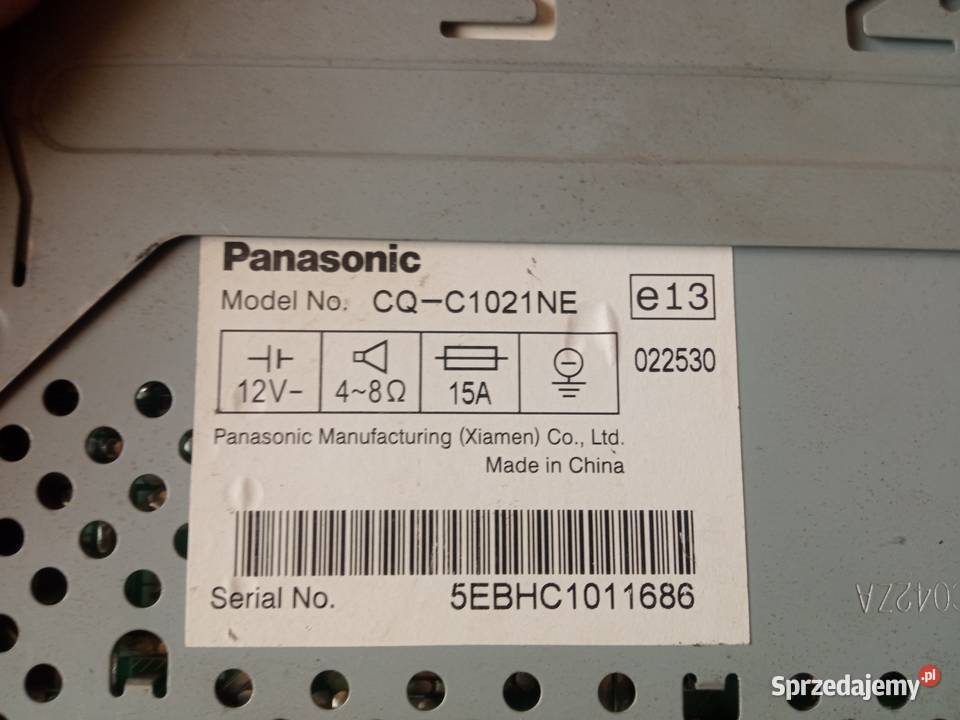 Panasonic
Model No. CQ-C1021NE
e13
12V⎓ 4~8Ω 15A
022530
Panasonic Manufacturing (Xiamen) Co., Ltd.
Made in China
Serial No. 5EBHC1011686
C042ZA
Sprzedajemy.pl